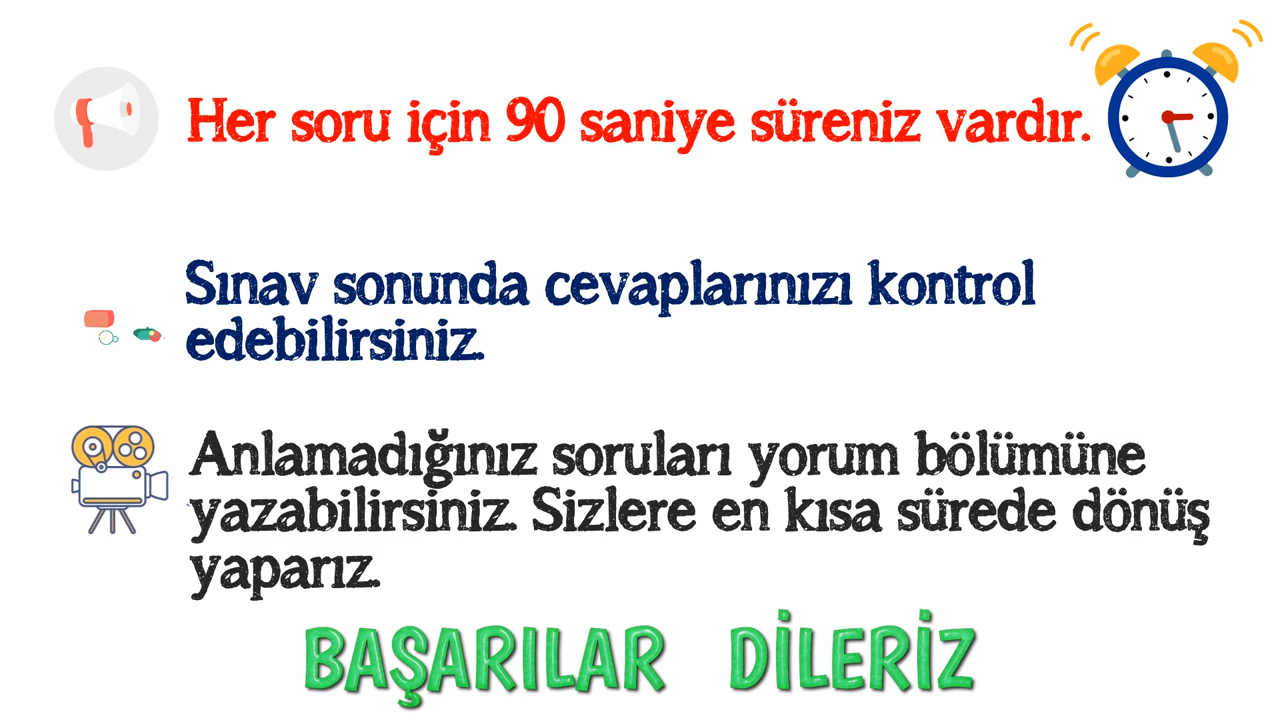 Her soru için 90 saniye süreniz vardır.
Sınav sonunda cevaplarınızı kontrol
edebilirsiniz.
Anlamadığınız soruları yorum bölümüne
yazabilirsiniz. Sizlere en kısa sürede dönüş
yaparız.
BAŞARILAR DİLERİZ